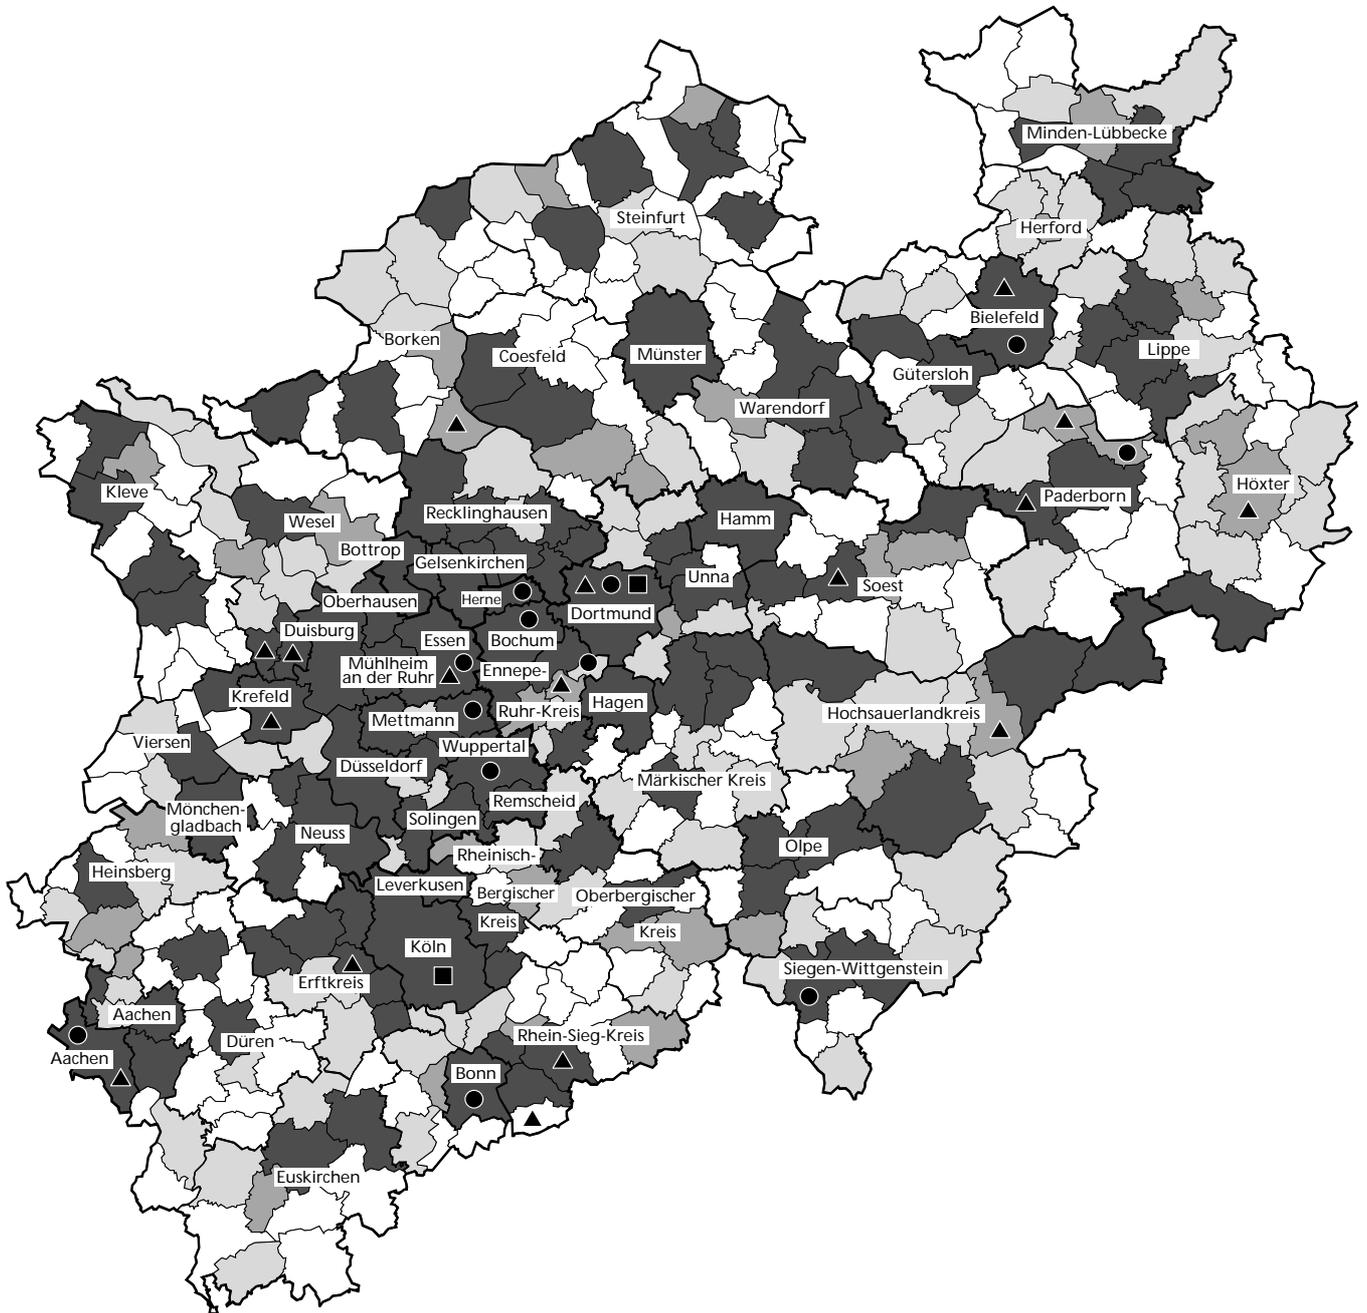 Minden-Lübbecke
Steinfurt
Herford
Bielefeld
Borken
Coesfeld
Münster
Lippe
Gütersloh
Warendorf
Kleve
Wesel
Recklinghausen
Hamm
Paderborn
Höxter
Bottrop
Gelsenkirchen
Unna
Soest
Oberhausen
Herne
Dortmund
Duisburg
Essen
Bochum
Mühlheim
an der Ruhr
Ennepe-
Ruhr-Kreis
Krefeld
Hagen
Mettmann
Hochsauerlandkreis
Viersen
Wuppertal
Düsseldorf
Märkischer Kreis
Remscheid
Mönchen-
gladbach
Neuss
Solingen
Olpe
Heinsberg
Rheinisch-
Bergischer
Kreis
Leverkusen
Oberbergischer
Kreis
Köln
Siegen-Wittgenstein
Erftkreis
Aachen
Düren
Rhein-Sieg-Kreis
Aachen
Bonn
Euskirchen